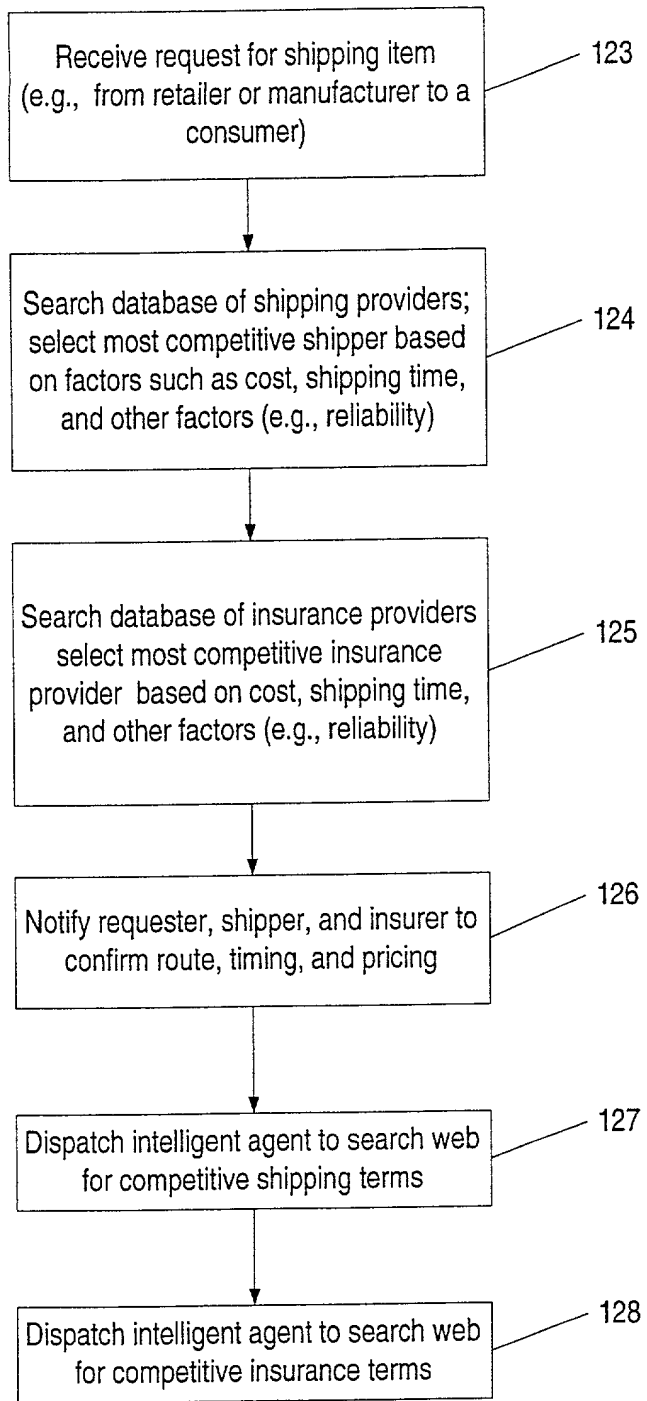 Receive request for shipping item
(e.g., from retailer or manufacturer to a
consumer)
123
Search database of shipping providers;
select most competitive shipper based
on factors such as cost, shipping time,
and other factors (e.g., reliability)
124
Search database of insurance providers
select most competitive insurance
provider based on cost, shipping time,
and other factors (e.g., reliability)
125
Notify requester, shipper, and insurer to
confirm route, timing, and pricing
126
Dispatch intelligent agent to search web
for competitive shipping terms
127
Dispatch intelligent agent to search web
for competitive insurance terms
128